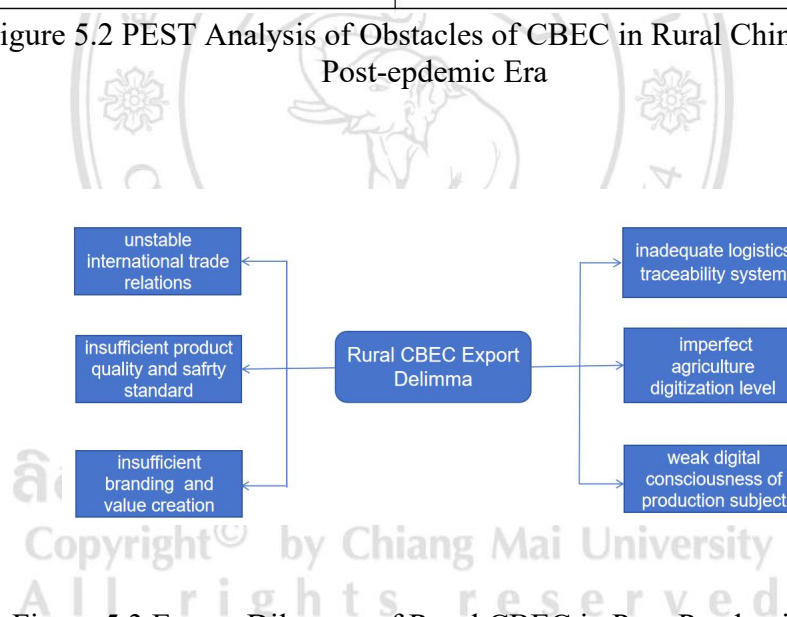 igure 5.2 PEST Analysis of Obstacles of CBEC in Rural Chin
Post-epdemic Era
unstable
international trade
relations
insufficient product
quality and safrty
standard
insufficient
branding and
value creation
Rural CBEC Export
Delimma
inadequate logistics
traceability system
imperfect
agriculture
digitization level
weak digital
consciousness of
production subject
Copyright© by Chiang Mai University
All rights reserved